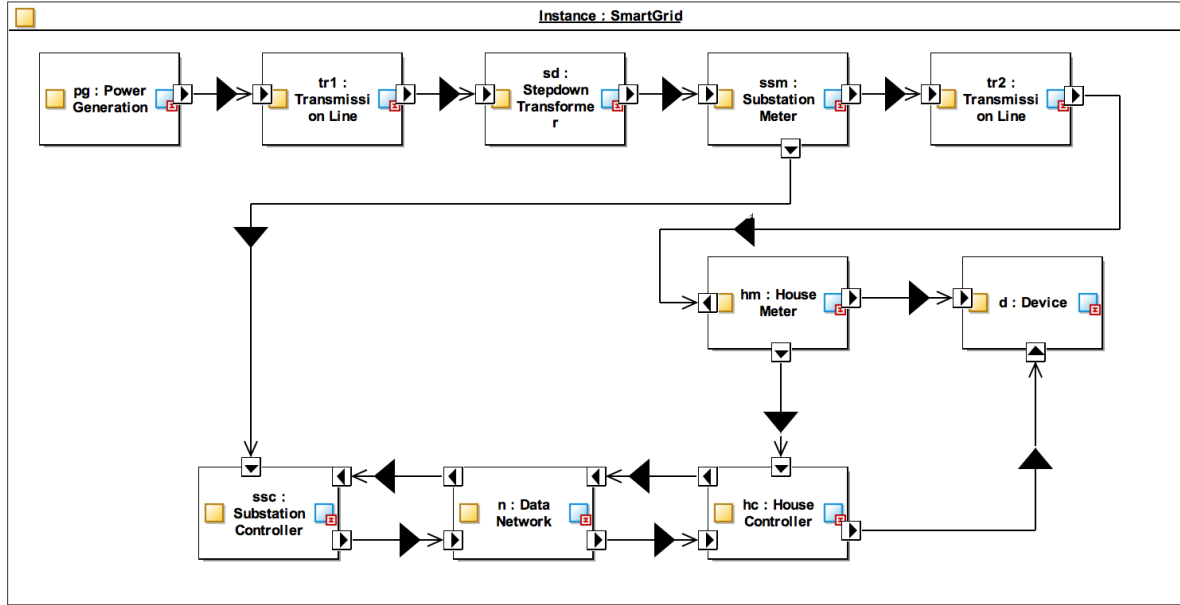 Instance : SmartGrid
pg : Power
Generation
tr1 :
Transmissi
on Line
sd :
Stepdown
Transforme
r
ssm :
Substation
Meter
tr2 :
Transmissi
on Line
hm : House
Meter
d : Device
ssc :
Substation
Controller
n : Data
Network
hc : House
Controller